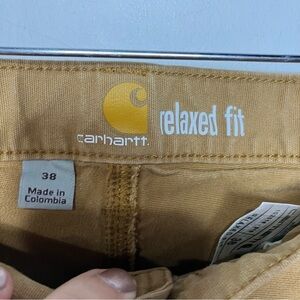 carhartt.
relaxed fit
38
Made in
Colombia